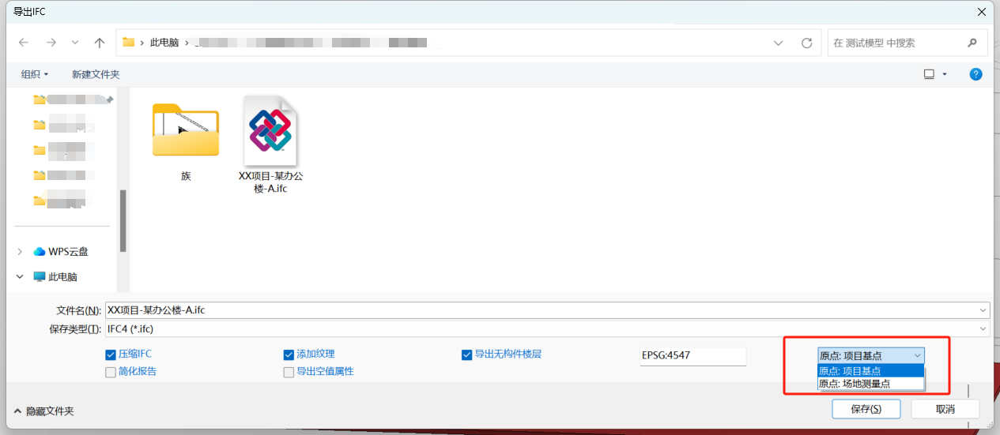 导出IFC
此电脑
在 测试模型 中搜索
组织
新建文件夹
族
XX项目-某办公
楼-A.ifc
WPS云盘
此电脑
文件名(N): XX项目-某办公楼-A.ifc
保存类型(T): IFC4 (*.ifc)
压缩IFC 添加纹理 导出无构件楼层 EPSG:4547 原点: 项目基点
简化报告 导出空值属性 原点: 项目基点
原点: 场地测量点
隐藏文件夹 保存(S) 取消